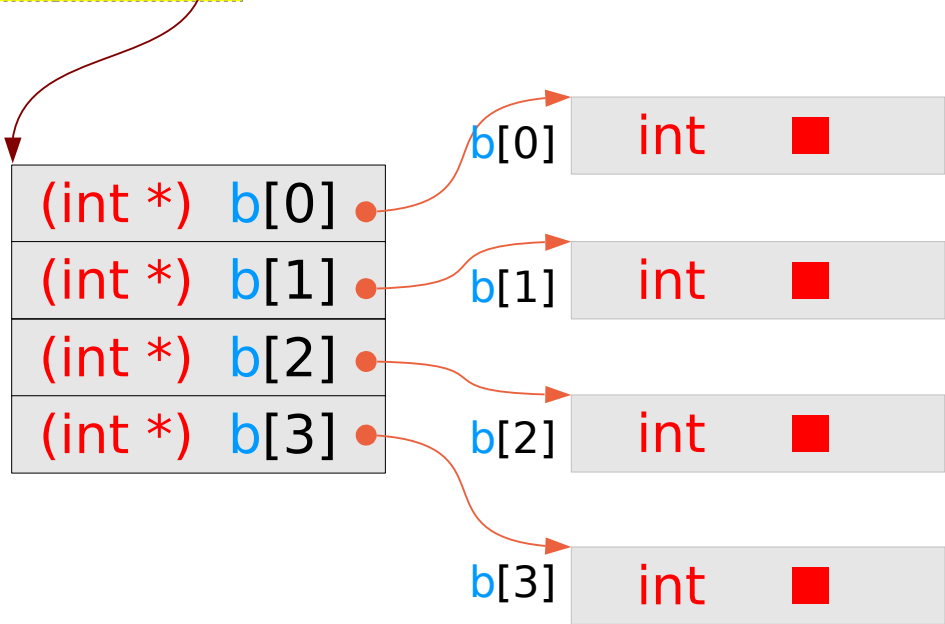 b[0] int
(int *) b[0]
(int *) b[1]
b[1] int
(int *) b[2]
(int *) b[3]
b[2] int
b[3] int